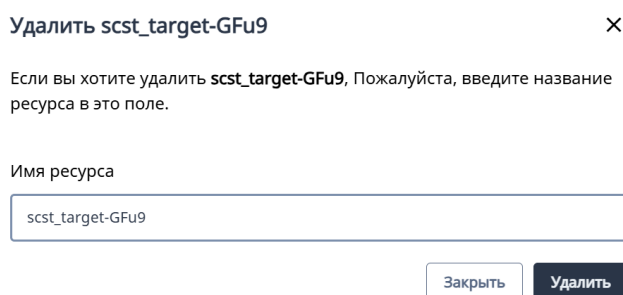 Удалить scst_target-GFu9
Если вы хотите удалить scst_target-GFu9, Пожалуйста, введите название
ресурса в это поле.
Имя ресурса
scst_target-GFu9
Закрыть Удалить